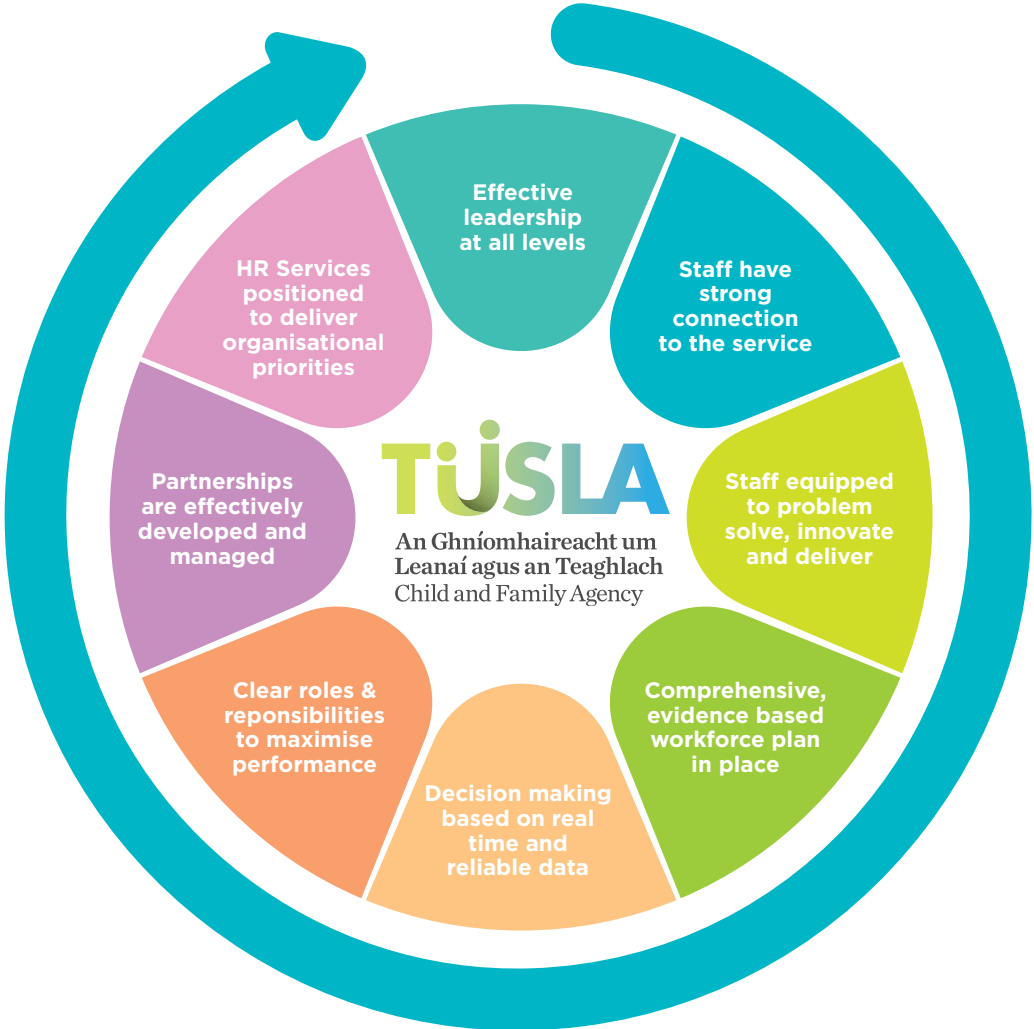 Effective
leadership
at all levels
Staff have
strong
connection
to the service
Staff equipped
to problem
solve, innovate
and deliver
Comprehensive,
evidence based
workforce plan
in place
Decision making
based on real
time and
reliable data
Clear roles &
reponsibilities
to maximise
performance
Partnerships
are effectively
developed and
managed
HR Services
positioned
to deliver
organisational
priorities
TUSLA
An Ghníomhaireacht um
Leanaí agus an Teaghlach
Child and Family Agency